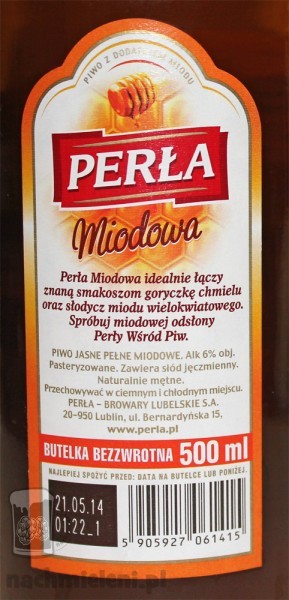 PIWO Z DODATKIEM MIODU
PERŁA
Miodowa
Perła Miodowa idealnie łączy
znaną smakoszom goryczkę chmielu
oraz słodycz miodu wielokwiatowego.
Spróbuj miodowej odsłony
Perły Wśród Piw.
PIWO JASNE PEŁNE MIODOWE. Alk 6% obj.
Pasteryzowane. Zawiera słód jęczmienny.
Naturalnie mętne.
Przechowywać w ciemnym i chłodnym miejscu.
PERŁA – BROWARY LUBELSKIE S.A.
20-950 Lublin, ul. Bernardyńska 15,
www.perla.pl
BUTELKA BEZZWROTNA 500 ml
NAJLEPIEJ SPOŻYĆ PRZED: DATA NA BUTELCE LUB PONIŻEJ.
21.05.14
01:22_1
5 905927 061415
nachmieleni.pl